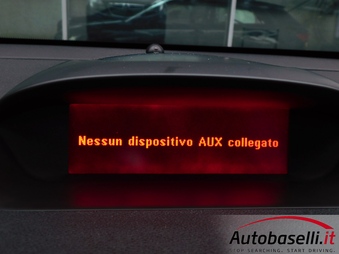 Nessun dispositivo AUX collegato
Autobaselli.it